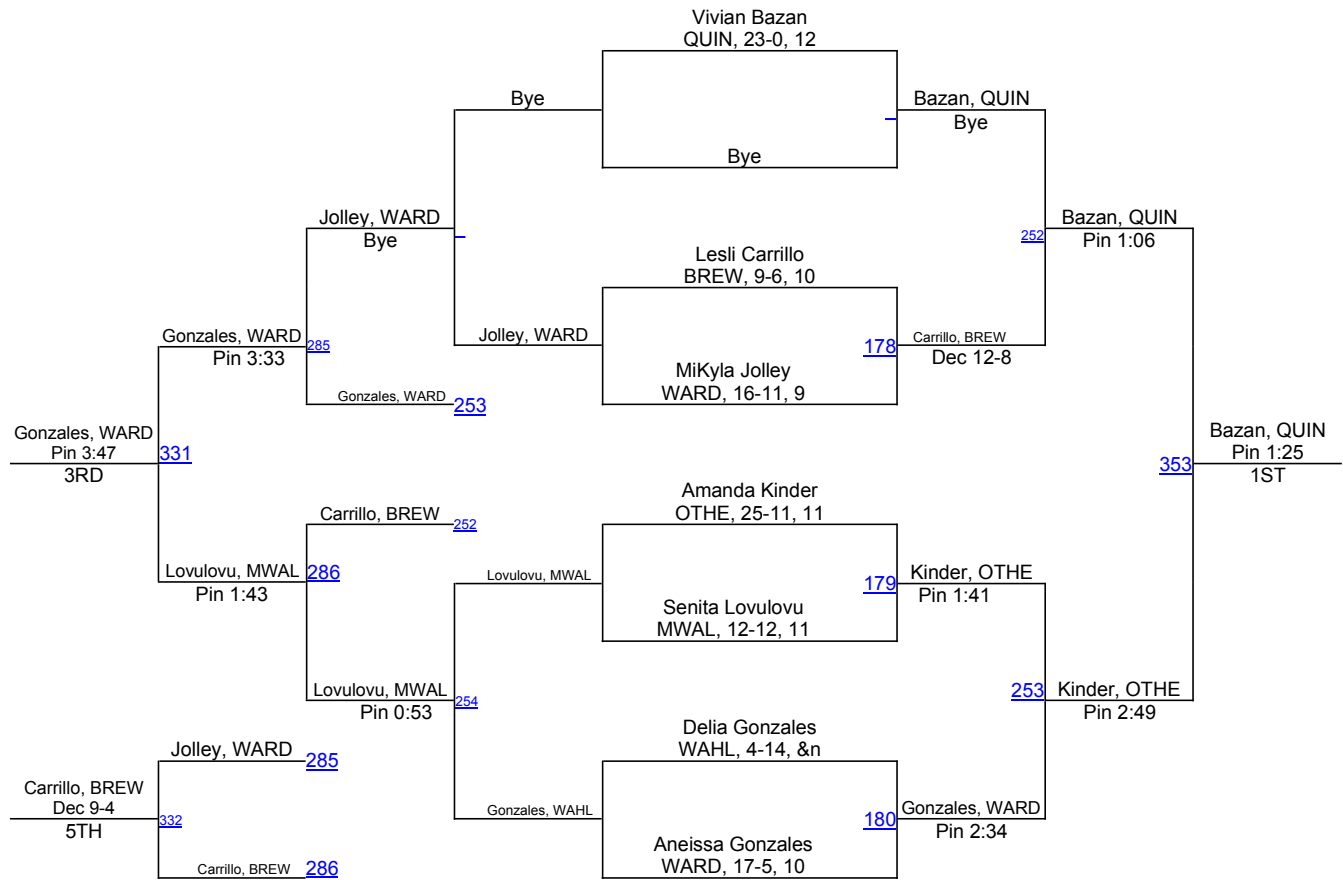 Vivian Bazan
QUIN, 23-0, 12
Bye
Bazan, QUIN
Bye
Bye
Jolley, WARD
Bye
Bazan, QUIN
252
Pin 1:06
Lesli Carrillo
BREW, 9-6, 10
Gonzales, WARD
285
Pin 3:33
Jolley, WARD
178
Carrillo, BREW
Dec 12-8
MiKyla Jolley
WARD, 16-11, 9
Gonzales, WARD
253
Gonzales, WARD
Pin 3:47
331
3RD
Bazan, QUIN
Pin 1:25
353
1ST
Amanda Kinder
OTHE, 25-11, 11
Carrillo, BREW
252
Lovulovu, MWAL
286
Pin 1:43
Lovulovu, MWAL
179
Kinder, OTHE
Pin 1:41
Senita Lovulovu
MWAL, 12-12, 11
Lovulovu, MWAL
254
Pin 0:53
253
Kinder, OTHE
Pin 2:49
Delia Gonzales
WAHL, 4-14, &n
Jolley, WARD
285
Carrillo, BREW
Dec 9-4
332
5TH
Gonzales, WAHL
180
Gonzales, WARD
Pin 2:34
Aneissa Gonzales
WARD, 17-5, 10
Carrillo, BREW
286